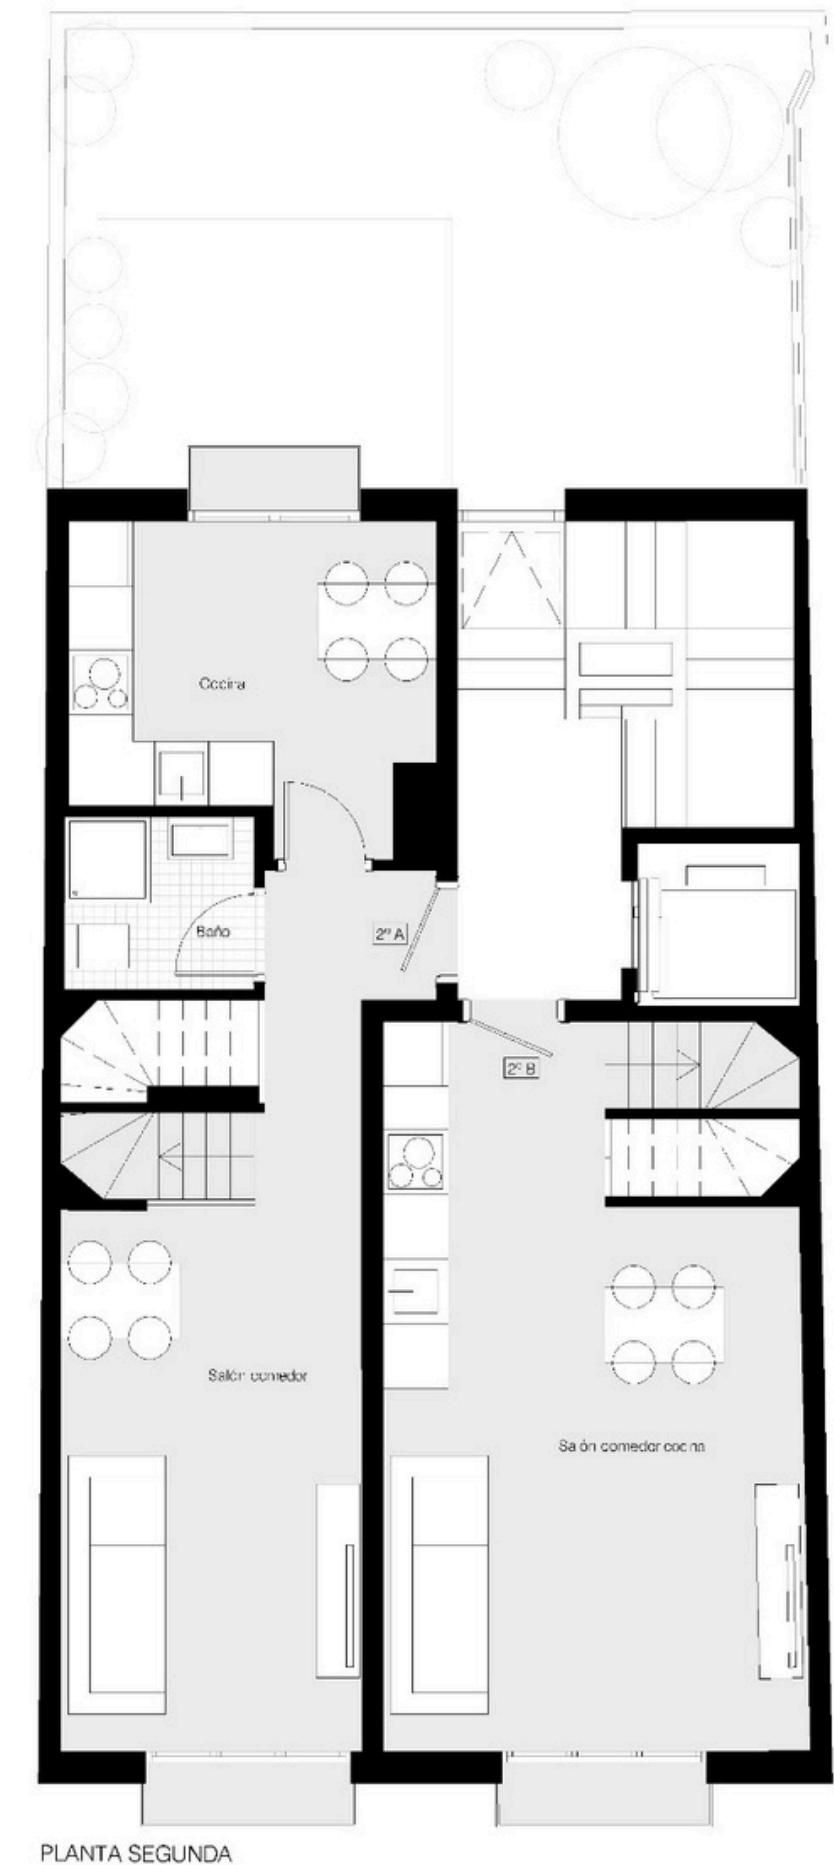 Cocina
Baño
2º A
2º B
Salón comedor
Salón comedor cocina
PLANTA SEGUNDA